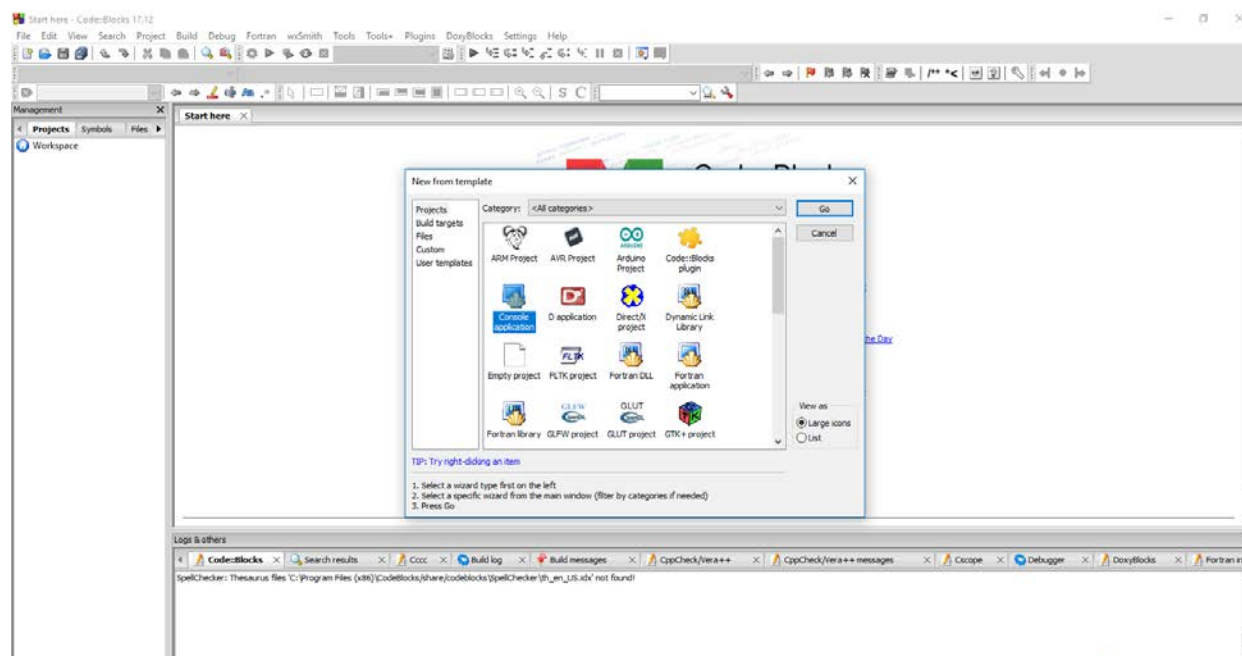 Start here - Code::Blocks 17.12
File Edit View Search Project Build Debug Fortran wxSmith Tools Tools+ Plugins DoxyBlocks Settings Help
/** *<
S C
Management
Projects Symbols Files
Workspace
Start here
New from template
Projects
Build targets
Files
Custom
User templates
Category: <All categories>
Go
Cancel
ARM Project AVR Project Arduino Project Code::Blocks plugin
Console application D application Direct/X project Dynamic Link Library
Empty project FLTK project Fortran DLL Fortran application
Fortran library GLFW project GLUT project GTK+ project
View as
Large icons
List
TIP: Try right-clicking an item
1. Select a wizard type first on the left
2. Select a specific wizard from the main window (filter by categories if needed)
3. Press Go
he Day
Logs & others
Code::Blocks Search results Cccc Build log Build messages CppCheck/Vera++ CppCheck/Vera++ messages Cscope Debugger DoxyBlocks Fortran in
SpellChecker: Thesaurus files 'C:\Program Files (x86)\CodeBlocks/share/codeblocks\SpellChecker\th_en_US.idx' not found!